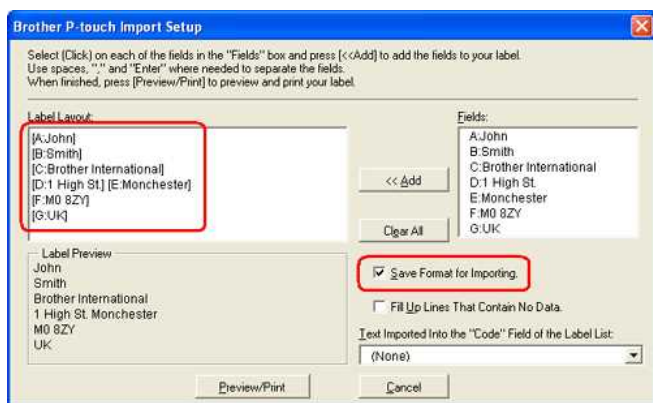 Brother P-touch Import Setup
Select (Click) on each of the fields in the "Fields" box and press [<<Add] to add the fields to your label.
Use spaces, "," and "Enter" where needed to separate the fields.
When finished, press [Preview/Print] to preview and print your label.
Label Layout:
[A:John]
[B:Smith]
[C:Brother International]
[D:1 High St.] [E:Monchester]
[F:M0 8ZY]
[G:UK]
<< Add
Clear All
Fields:
A:John
B:Smith
C:Brother International
D:1 High St.
E:Monchester
F:M0 8ZY
G:UK
Label Preview
John
Smith
Brother International
1 High St. Monchester
M0 8ZY
UK
Save Format for Importing.
Fill Up Lines That Contain No Data.
Text Imported Into the "Code" Field of the Label List:
(None)
Preview/Print
Cancel